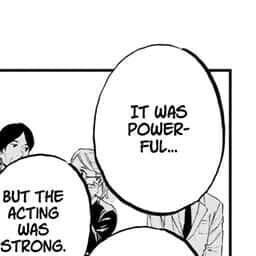 IT WAS
POWER-
FUL...
BUT THE
ACTING
WAS
STRONG.